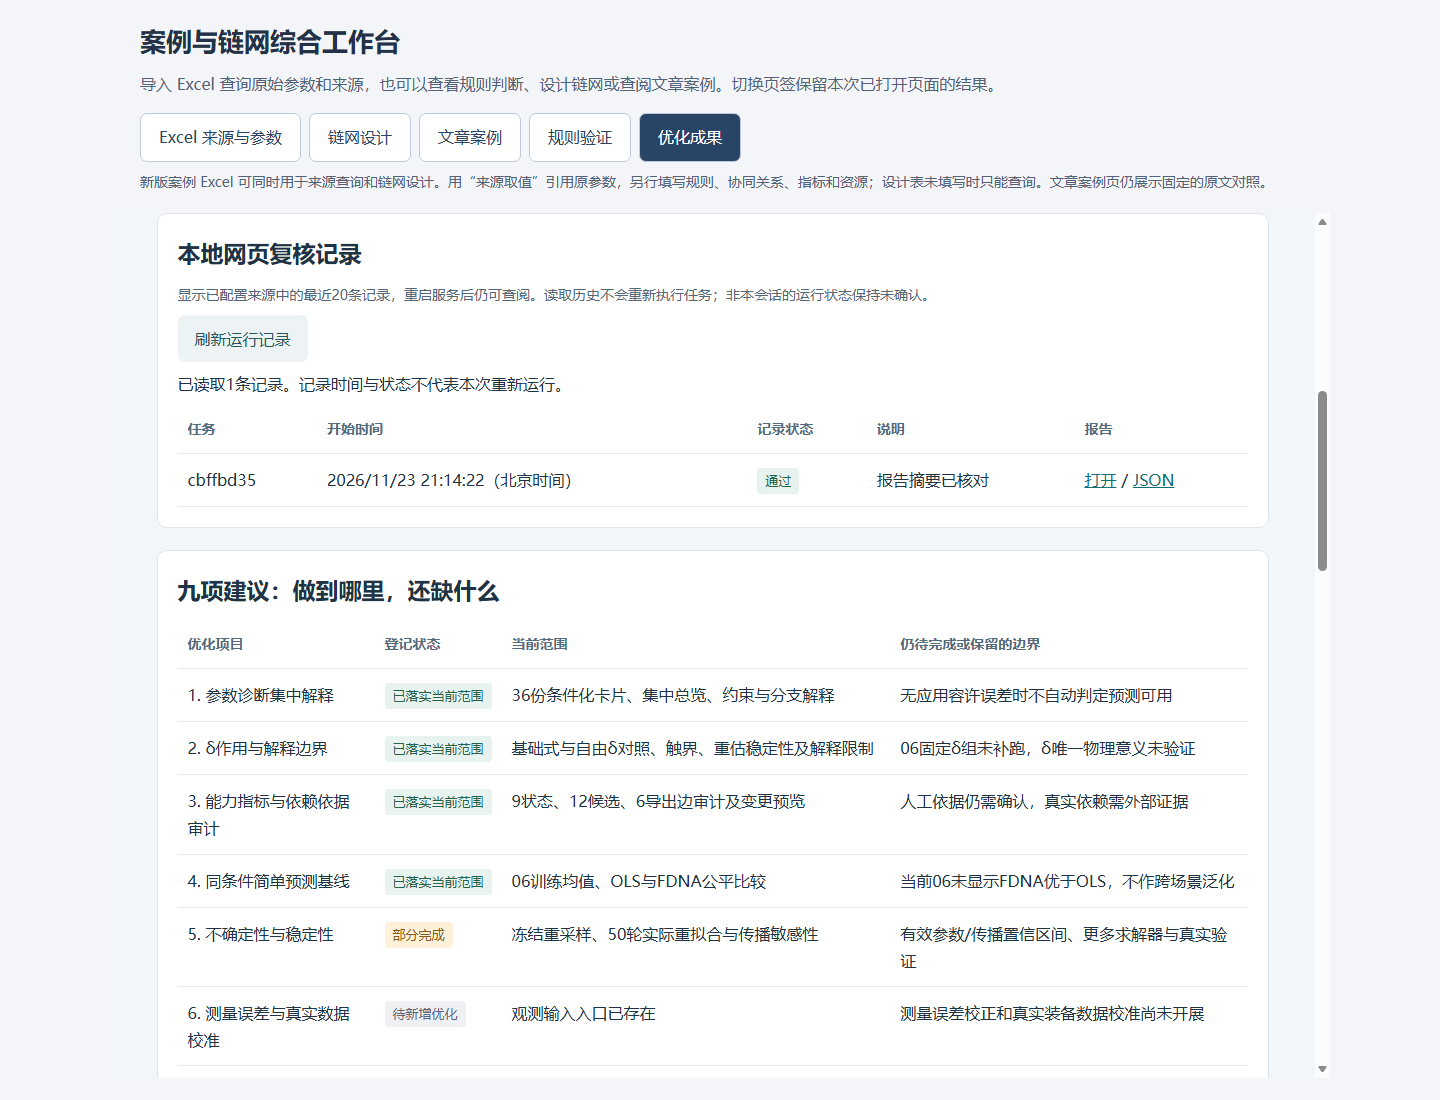 案例与链网综合工作台
导入 Excel 查询原始参数和来源，也可以查看规则判断、设计链网或查阅文章案例。切换页签保留本次已打开页面的结果。
Excel 来源与参数
链网设计
文章案例
规则验证
优化成果
新版案例 Excel 可同时用于来源查询和链网设计。用“来源取值”引用原参数，另行填写规则、协同关系、指标和资源；设计表未填写时只能查询。文章案例页仍展示固定的原文对照。
本地网页复核记录
显示已配置来源中的最近20条记录，重启服务后仍可查阅。读取历史不会重新执行任务；非本会话的运行状态保持未确认。
刷新运行记录
已读取1条记录。记录时间与状态不代表本次重新运行。
任务 开始时间 记录状态 说明 报告
cbffbd35 2026/11/23 21:14:22（北京时间） 通过 报告摘要已核对 打开 / JSON
九项建议：做到哪里，还缺什么
优化项目 登记状态 当前范围 仍待完成或保留的边界
1. 参数诊断集中解释 已落实当前范围 36份条件化卡片、集中总览、约束与分支解释 无应用容许误差时不自动判定预测可用
2. δ作用与解释边界 已落实当前范围 基础式与自由δ对照、触界、重估稳定性及解释限制 06固定δ组未补跑，δ唯一物理意义未验证
3. 能力指标与依赖依据 已落实当前范围 9状态、12候选、6导出边审计及变更预览 人工依据仍需确认，真实依赖需外部证据
审计
4. 同条件简单预测基线 已落实当前范围 06训练均值、OLS与FDNA公平比较 当前06未显示FDNA优于OLS，不作跨场景泛化
5. 不确定性与稳定性 部分完成 冻结重采样、50轮实际重拟合与传播敏感性 有效参数/传播置信区间、更多求解器与真实验
证
6. 测量误差与真实数据 待新增优化 观测输入入口已存在 测量误差校正和真实装备数据校准尚未开展
校准